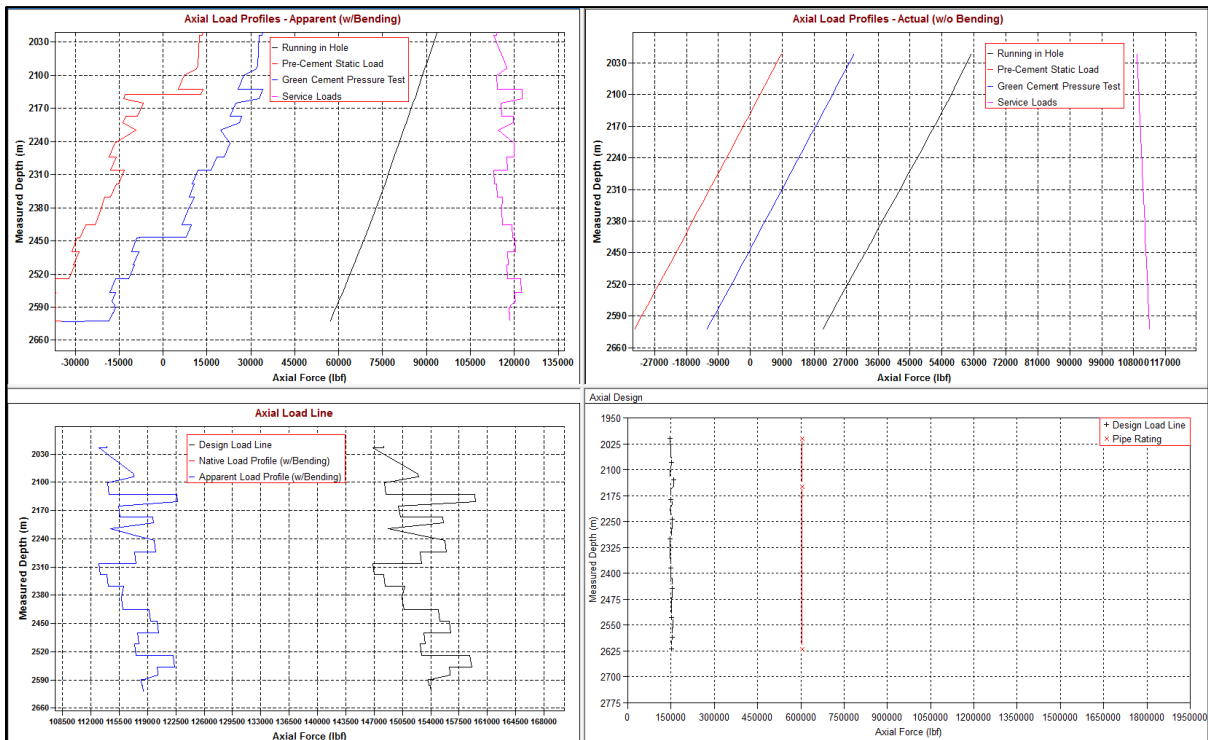 Axial Load Profiles - Apparent (w/Bending)
Running in Hole
Pre-Cement Static Load
Green Cement Pressure Test
Service Loads
Measured Depth (m)
2030
2100
2170
2240
2310
2380
2450
2520
2590
2660
-30000 -15000 0 15000 30000 45000 60000 75000 90000 105000 120000 135000
Axial Force (lbf)
Axial Load Profiles - Actual (w/o Bending)
Running in Hole
Pre-Cement Static Load
Green Cement Pressure Test
Service Loads
Measured Depth (m)
2030
2100
2170
2240
2310
2380
2450
2520
2590
2660
-27000 -18000 -9000 0 9000 18000 27000 36000 45000 54000 63000 72000 81000 90000 99000 108000 117000
Axial Force (lbf)
Axial Load Line
Design Load Line
Native Load Profile (w/Bending)
Apparent Load Profile (w/Bending)
Measured Depth (m)
2030
2100
2170
2240
2310
2380
2450
2520
2590
2660
108500 112000 115500 119000 122500 126000 129500 133000 136500 140000 143500 147000 150500 154000 157500 161000 164500 168000
Axial Force (lbf)
Axial Design
Design Load Line
Pipe Rating
Measured Depth (m)
1950
2025
2100
2175
2250
2325
2400
2475
2550
2625
2700
2775
0 150000 300000 450000 600000 750000 900000 1050000 1200000 1350000 1500000 1650000 1800000 1950000
Axial Force (lbf)